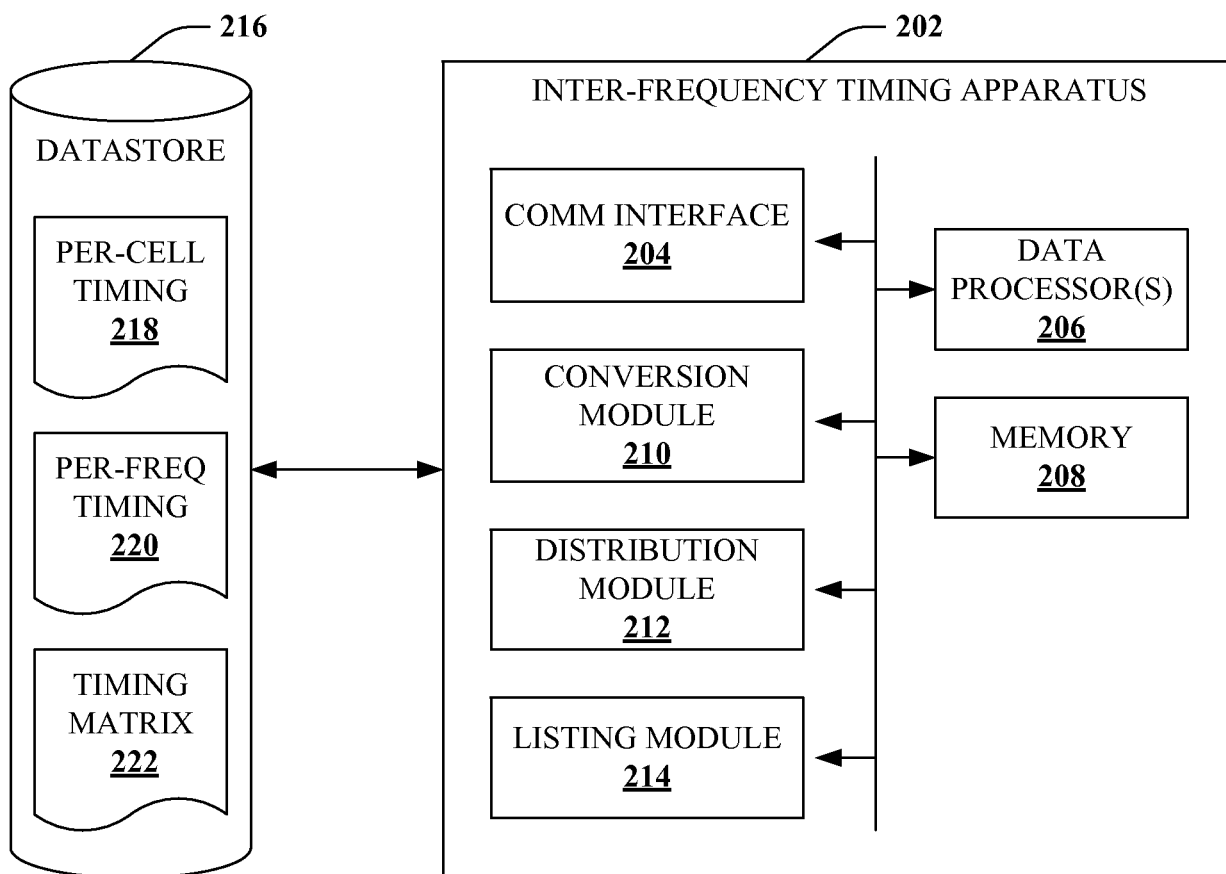 216
DATASTORE
PER-CELL
TIMING
218
PER-FREQ
TIMING
220
TIMING
MATRIX
222
202
INTER-FREQUENCY TIMING APPARATUS
COMM INTERFACE
204
CONVERSION
MODULE
210
DISTRIBUTION
MODULE
212
LISTING MODULE
214
DATA
PROCESSOR(S)
206
MEMORY
208